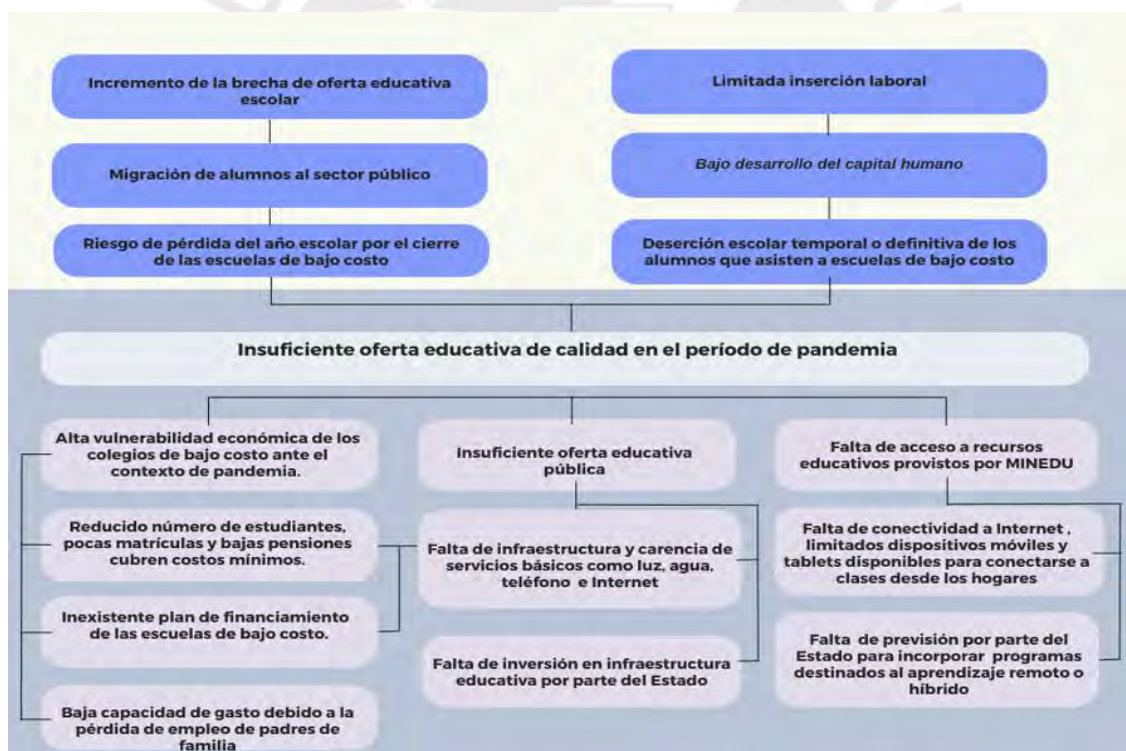 Incremento de la brecha de oferta educativa
escolar
Limitada inserción laboral
Migración de alumnos al sector público
Bajo desarrollo del capital humano
Riesgo de pérdida del año escolar por el cierre
de las escuelas de bajo costo
Deserción escolar temporal o definitiva de los
alumnos que asisten a escuelas de bajo costo
Insuficiente oferta educativa de calidad en el período de pandemia
Alta vulnerabilidad económica de los
colegios de bajo costo ante el
contexto de pandemia.
Reducido número de estudiantes,
pocas matrículas y bajas pensiones
cubren costos mínimos.
Inexistente plan de financiamiento
de las escuelas de bajo costo.
Baja capacidad de gasto debido a la
pérdida de empleo de padres de
familia
Insuficiente oferta educativa
pública
Falta de infraestructura y carencia de
servicios básicos como luz, agua,
teléfono e Internet
Falta de inversión en infraestructura
educativa por parte del Estado
Falta de acceso a recursos
educativos provistos por MINEDU
Falta de conectividad a Internet ,
limitados dispositivos móviles y
tablets disponibles para conectarse a
clases desde los hogares
Falta de previsión por parte del
Estado para incorporar programas
destinados al aprendizaje remoto o
híbrido